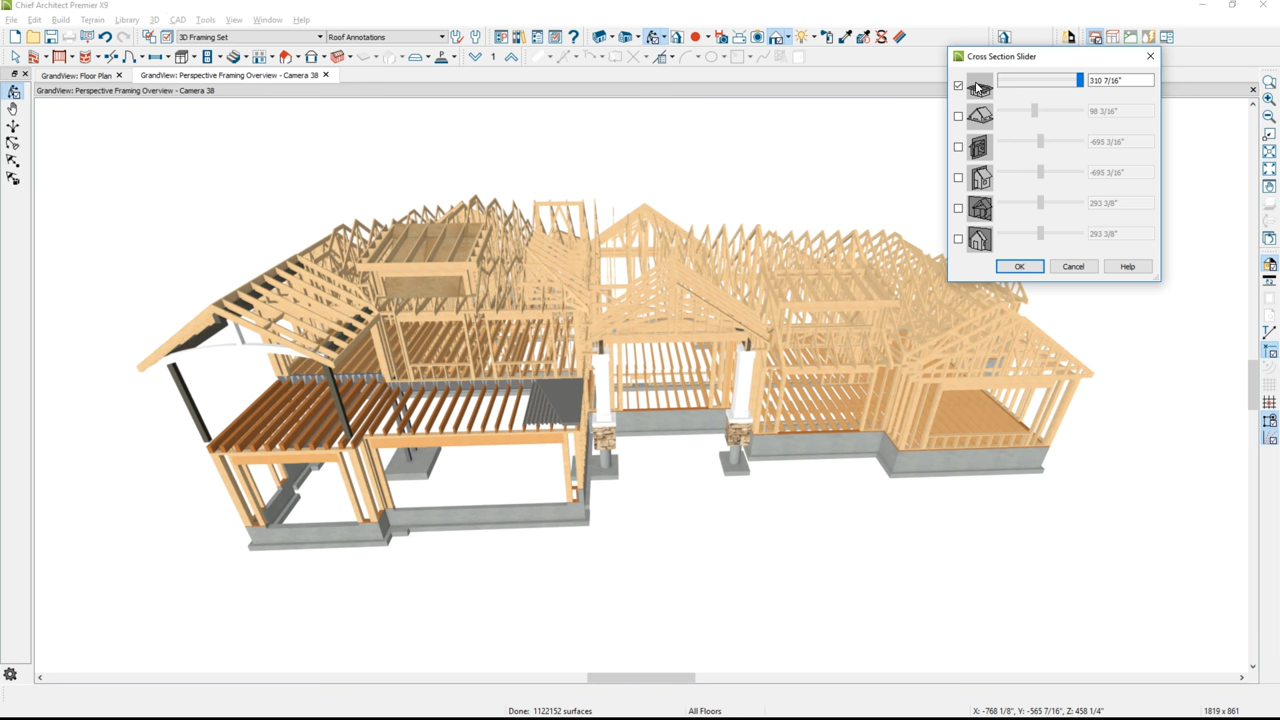 Chief Architect Premier X9
File Edit Build Terrain Library 3D CAD Tools View Window Help
3D Framing Set Roof Annotations
1
GrandView: Floor Plan GrandView: Perspective Framing Overview - Camera 38
GrandView: Perspective Framing Overview - Camera 38
Cross Section Slider
310 7/16"
98 3/16"
-695 3/16"
-695 3/16"
293 3/8"
293 3/8"
OK Cancel Help
Done: 1122152 surfaces All Floors X: -768 1/8", Y: -565 7/16", Z: 458 1/4" 1819 x 861